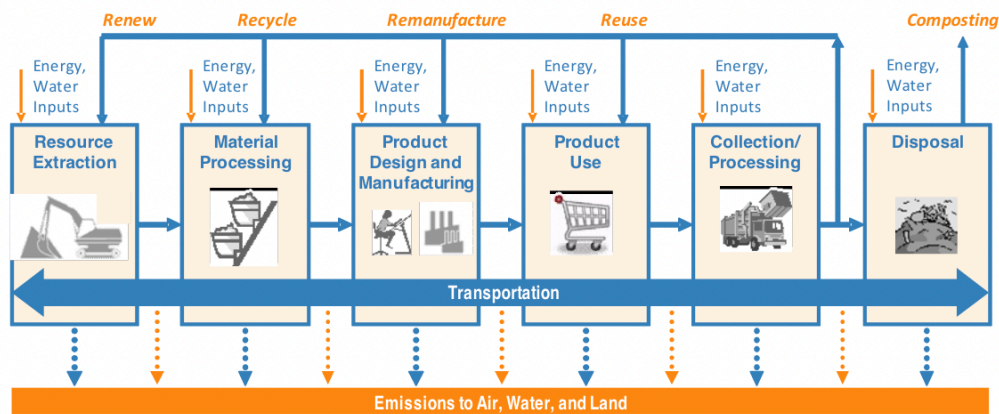 Renew
Recycle
Remanufacture
Reuse
Composting
Energy,
Water
Inputs
Energy,
Water
Inputs
Energy,
Water
Inputs
Energy,
Water
Inputs
Energy,
Water
Inputs
Energy,
Water
Inputs
Resource
Extraction
Material
Processing
Product
Design and
Manufacturing
Product
Use
Collection/
Processing
Disposal
Transportation
Emissions to Air, Water, and Land